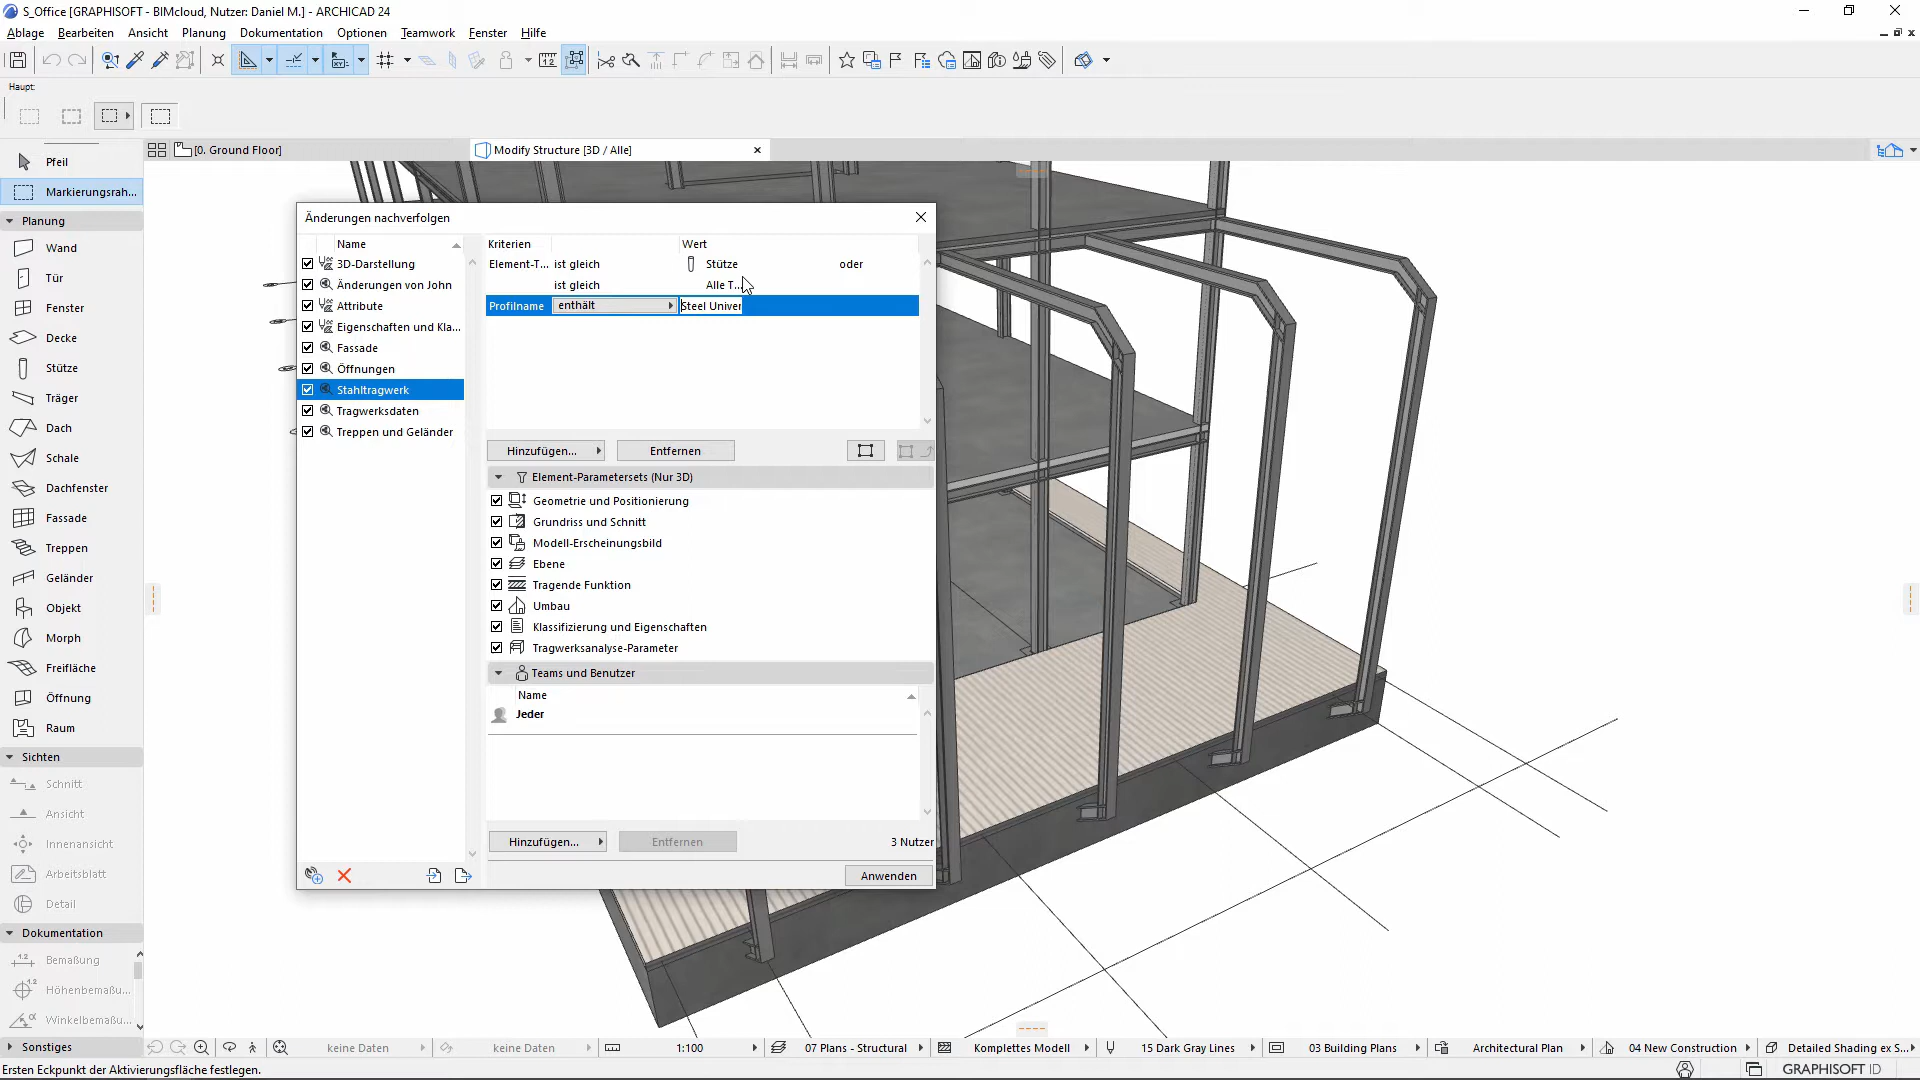 S_Office [GRAPHISOFT - BIMcloud, Nutzer: Daniel M.] - ARCHICAD 24
Ablage Bearbeiten Ansicht Planung Dokumentation Optionen Teamwork Fenster Hilfe
Haupt:
[0. Ground Floor]
Modify Structure [3D / Alle]
Pfeil
Markierungsrah...
Planung
Wand
Tür
Fenster
Decke
Stütze
Träger
Dach
Schale
Dachfenster
Fassade
Treppen
Geländer
Objekt
Morph
Freifläche
Öffnung
Raum
Sichten
Schnitt
Ansicht
Innenansicht
Arbeitsblatt
Detail
Dokumentation
Bemaßung
Höhenbemaßu...
Winkelbemaßu...
Sonstiges
Änderungen nachverfolgen
Name
3D-Darstellung
Änderungen von John
Attribute
Eigenschaften und Kla...
Fassade
Öffnungen
Stahltragwerk
Tragwerksdaten
Treppen und Geländer
Kriterien Wert
Element-T... ist gleich Stütze oder
ist gleich Alle T...
Profilname enthält Steel Univer
Hinzufügen... Entfernen
Element-Parametersets (Nur 3D)
Geometrie und Positionierung
Grundriss und Schnitt
Modell-Erscheinungsbild
Ebene
Tragende Funktion
Umbau
Klassifizierung und Eigenschaften
Tragwerksanalyse-Parameter
Teams und Benutzer
Name
Jeder
Hinzufügen... Entfernen 3 Nutzer
Anwenden
keine Daten keine Daten 1:100 07 Plans - Structural Komplettes Modell 15 Dark Gray Lines 03 Building Plans Architectural Plan 04 New Construction Detailed Shading ex S...
Ersten Eckpunkt der Aktivierungsfläche festlegen.
GRAPHISOFT ID